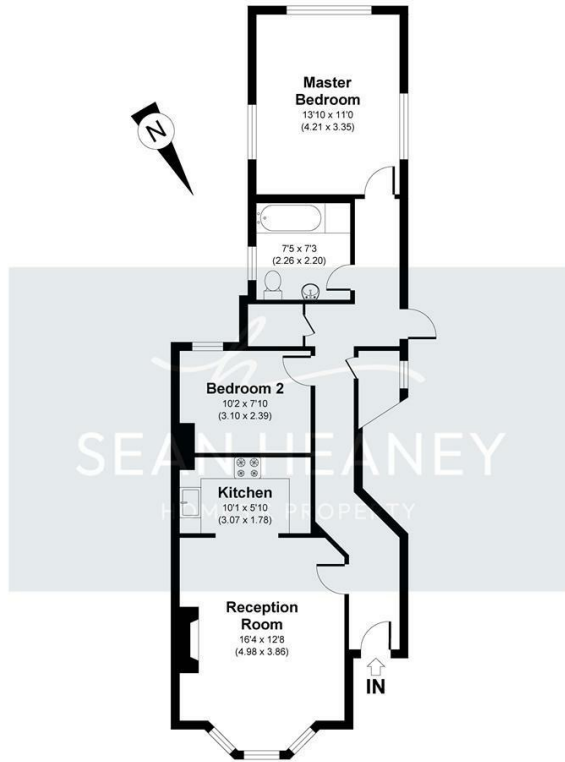 Master
Bedroom
13'10 x 11'0
(4.21 x 3.35)
N
7'5 x 7'3
(2.26 x 2.20)
Bedroom 2
10'2 x 7'10
(3.10 x 2.39)
SEAN HEANEY
Kitchen
10'1 x 5'10
(3.07 x 1.78)
PROPERTY
Reception
Room
16'4 x 12'8
(4.98 x 3.86)
IN